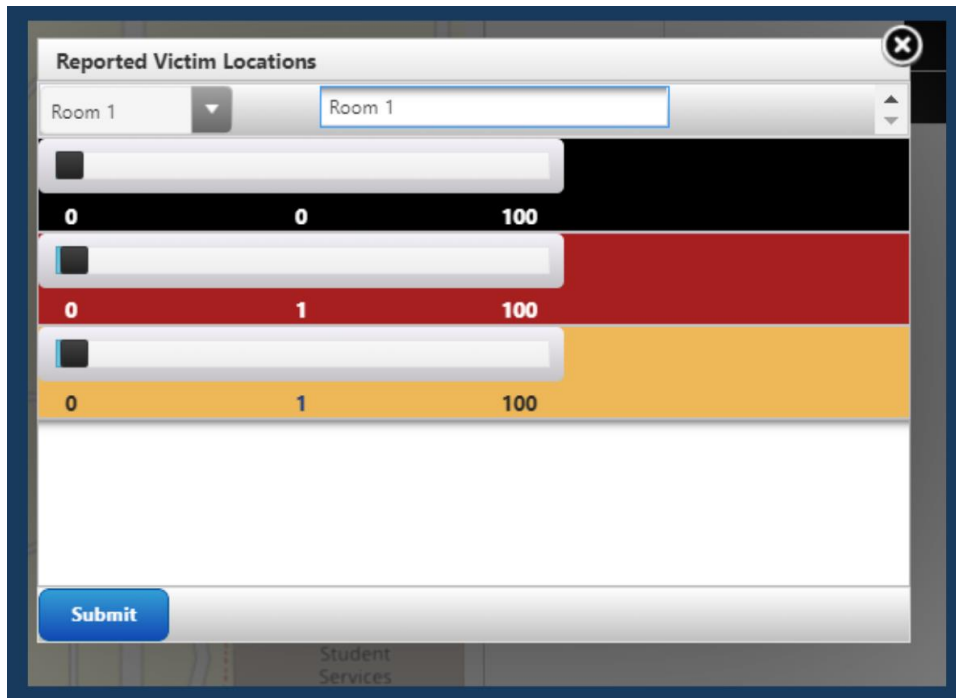 Reported Victim Locations
Room 1 Room 1
0 0 100
0 1 100
0 1 100
Submit
Student
Services